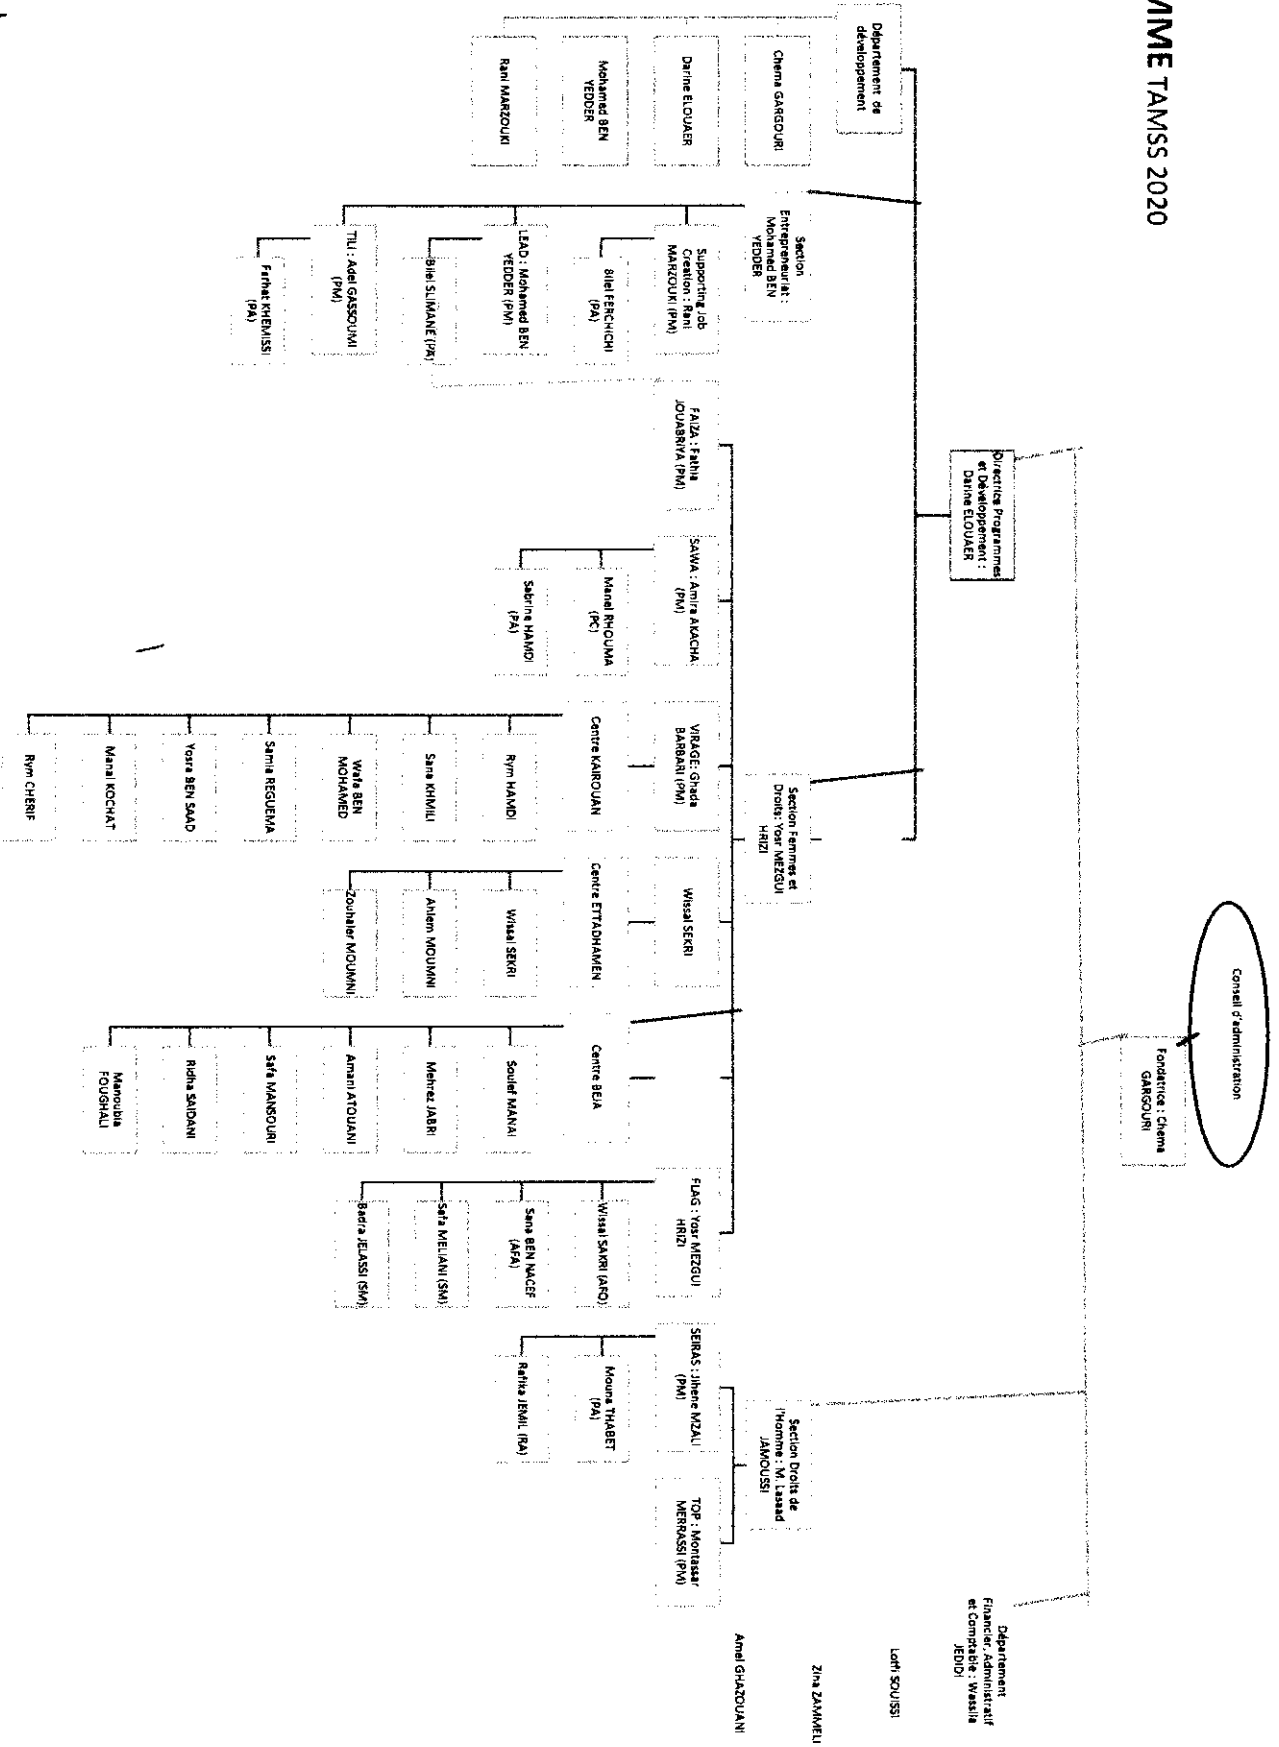 MME TAMSS 2020
Conseil d'administration
Fondatrice : Chema
GARGOURI
Directrice Programmes
et Développement :
Darine ELOUAER
Département
Financier, Administratif
et Comptable : Wassila
JEDIDI
Lotfi SOUISSI
Zina ZAMMELI
Amel GHAZOUANI
Département de
développement
Chema GARGOURI
Darine ELOUAER
Mohamed BEN
YEDDER
Rani MARZOUKI
Section
Entrepreneuriat :
Mohamed BEN
YEDDER
Supporting Job
Creation : Rani
MARZOUKI (PM)
Bilel FERCHICHI
(PA)
LEAD : Mohamed BEN
YEDDER (PM)
Bilel SLIMANE (PA)
TILI : Adel GASSOUMI
(PM)
Farhat KHEMISSI
(PA)
Section Femmes et
Droits: Yosr MEZGUI
HRIZI
FAIZA : Fathia
JOUABRIYA (PM)
SAWA : Amira AKACHA
(PM)
Manel RHOUMA
(PC)
Sabrine HAMDI
(PA)
VIRAGE: Ghada
BARBARI (PM)
Centre KAIROUAN
Rym HAMDI
Sana KHMILI
Wafa BEN
MOHAMED
Samia REGUEMA
Yosra BEN SAAD
Manal KOCHAT
Rym CHERIF
Wissal SEKRI
Centre ETTADHAMEN
Wissal SEKRI
Ahlem MOUMNI
Zouhaier MOUMNI
Centre BEJA
Soulef MANAI
Mehrez JABRI
Amani ATOUANI
Safa MANSOURI
Ridha SAIDANI
Manoubia
FOUGHALI
FLAG : Yosr MEZGUI
HRIZI
Wissal SAKRI (AFQ)
Sana BEN NACEF
(AFA)
Safa MELIANI (SM)
Badra JELASSI (SM)
Section Droits de
l'Homme : M. Lasaad
JAMOUSSI
SEIRAS : Jihene MZALI
(PM)
Mouna THABET
(PA)
Rafika JEMIL (RA)
TOP : Montassar
MERRASSI (PM)